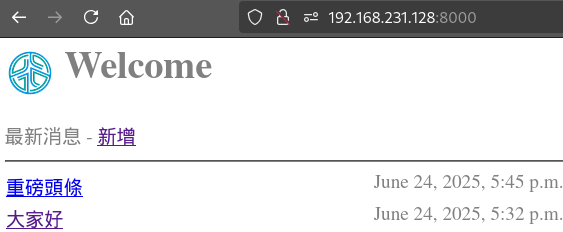 192.168.231.128:8000
Welcome
最新消息 - 新增
重磅頭條 June 24, 2025, 5:45 p.m.
大家好 June 24, 2025, 5:32 p.m.